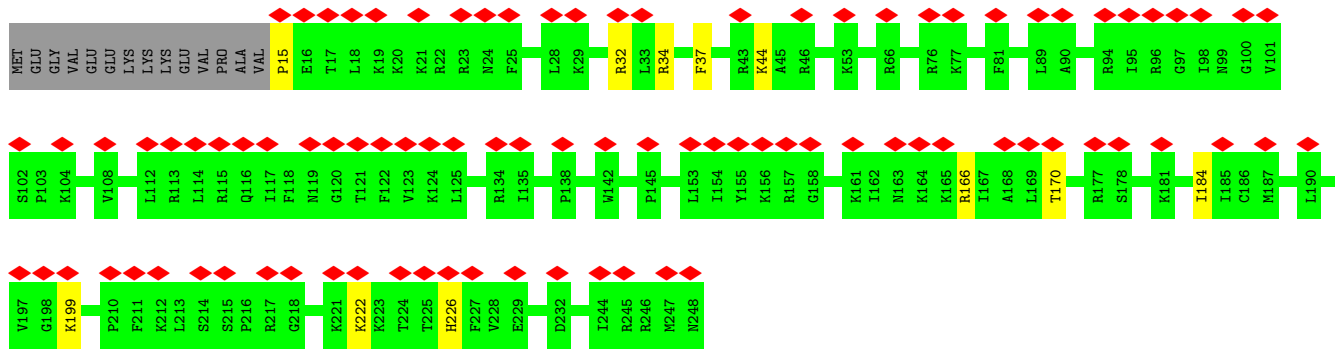 MET GLU GLY VAL GLU GLU LYS LYS LYS GLU VAL PRO ALA VAL P15 E16 T17 L18 K19 K20 K21 R22 R23 N24 F25 L28 K29 R32 L33 R34 F37 R43 K44 A45 R46 K53 R66 R76 K77 F81 L89 A90 R94 I95 R96 G97 I98 N99 G100 V101
S102 P103 K104 V108 L112 R113 L114 R115 Q116 I117 F118 N119 G120 T121 F122 V123 K124 L125 R134 I135 P138 W142 P145 L153 I154 Y155 K156 R157 G158 K161 I162 N163 K164 K165 R166 I167 A168 L169 T170 R177 S178 K181 I184 I185 C186 M187 L190
V197 G198 K199 P210 F211 K212 L213 S214 S215 P216 R217 G218 K221 K222 K223 T224 T225 H226 F227 V228 E229 D232 I244 R245 R246 M247 N248